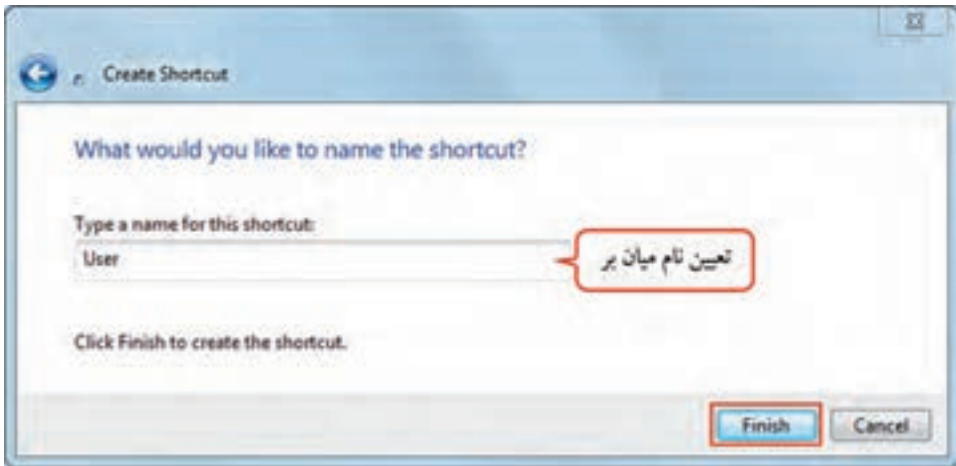 Create Shortcut
What would you like to name the shortcut?
Type a name for this shortcut:
User
تعیین نام میان بر
Click Finish to create the shortcut.
Finish
Cancel